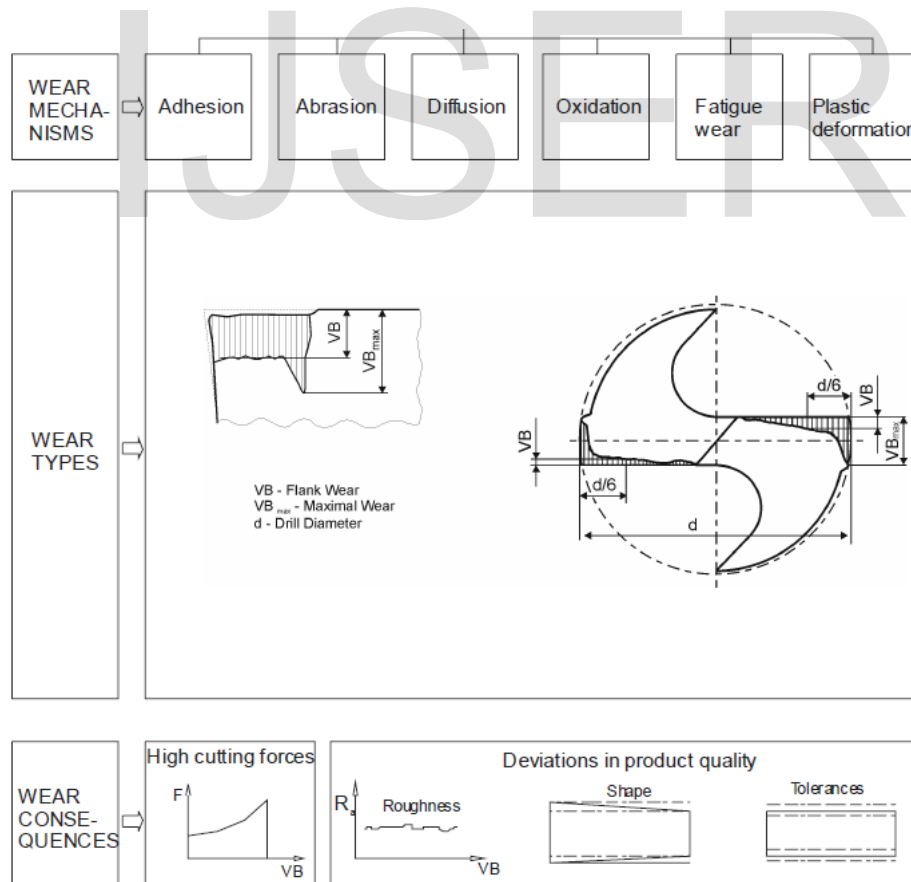 IJSER
WEAR
MECHA-
NISMS
Adhesion
Abrasion
Diffusion
Oxidation
Fatigue
wear
Plastic
deformation
WEAR
TYPES
VB
VBmax
VB - Flank Wear
VB max - Maximal Wear
d - Drill Diameter
d/6
VB
VBmax
VB
d/6
d
WEAR
CONSE-
QUENCES
High cutting forces
F
VB
Deviations in product quality
Ra
Roughness
VB
Shape
Tolerances